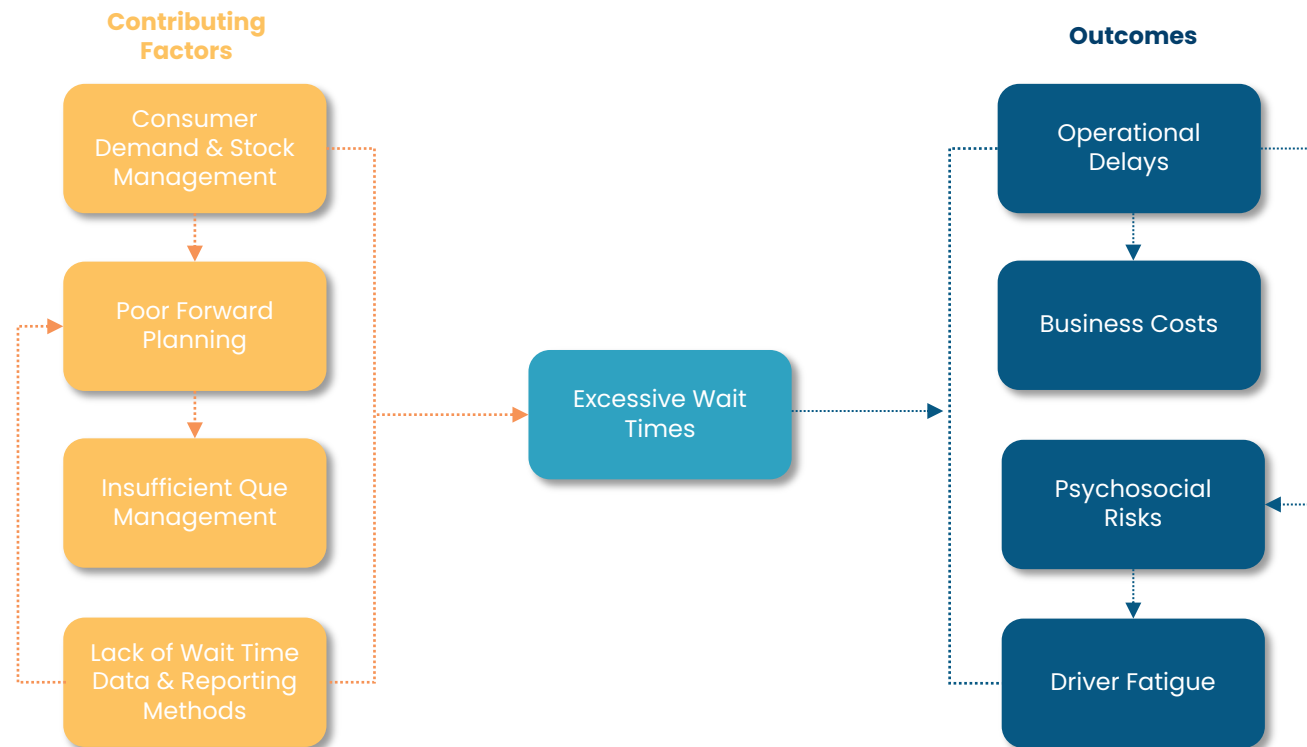 Contributing
Factors
Consumer
Demand & Stock
Management
Poor Forward
Planning
Insufficient Que
Management
Lack of Wait Time
Data & Reporting
Methods
Excessive Wait
Times
Outcomes
Operational
Delays
Business Costs
Psychosocial
Risks
Driver Fatigue